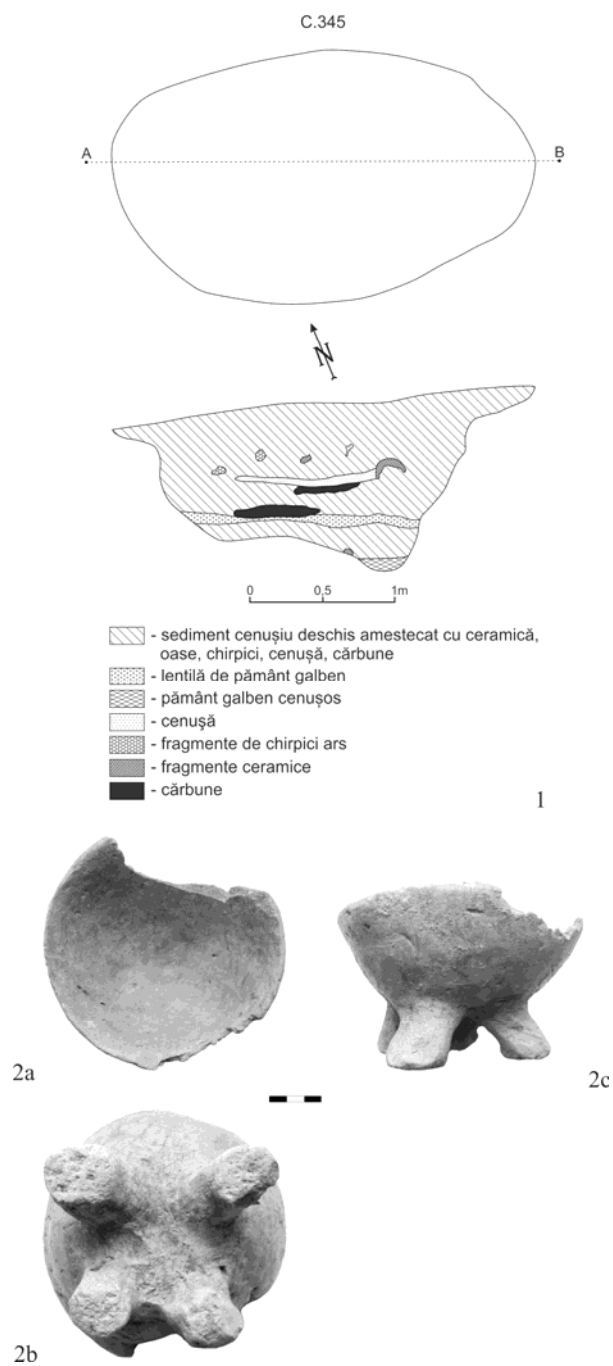 C.345
A B
N
0 0,5 1m
- sediment cenușiu deschis amestecat cu ceramică,
oase, chirpici, cenușă, cărbune
- lentilă de pământ galben
- pământ galben cenușos
- cenuşă
- fragmente de chirpici ars
- fragmente ceramice
- cărbune
1
2a
2c
2b